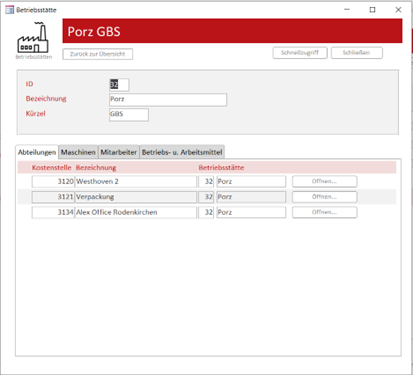 Betriebsstätte
Porz GBS
Betriebsstätten
Zurück zur Übersicht
Schnellzugriff
Schließen
ID 32
Bezeichnung Porz
Kürzel GBS
Abteilungen Maschinen Mitarbeiter Betriebs- u. Arbeitsmittel
Kostenstelle Bezeichnung Betriebsstätte
3120 Westhoven 2 32 Porz Öffnen...
3121 Verpackung 32 Porz Öffnen...
3134 Alex Office Rodenkirchen 32 Porz Öffnen...